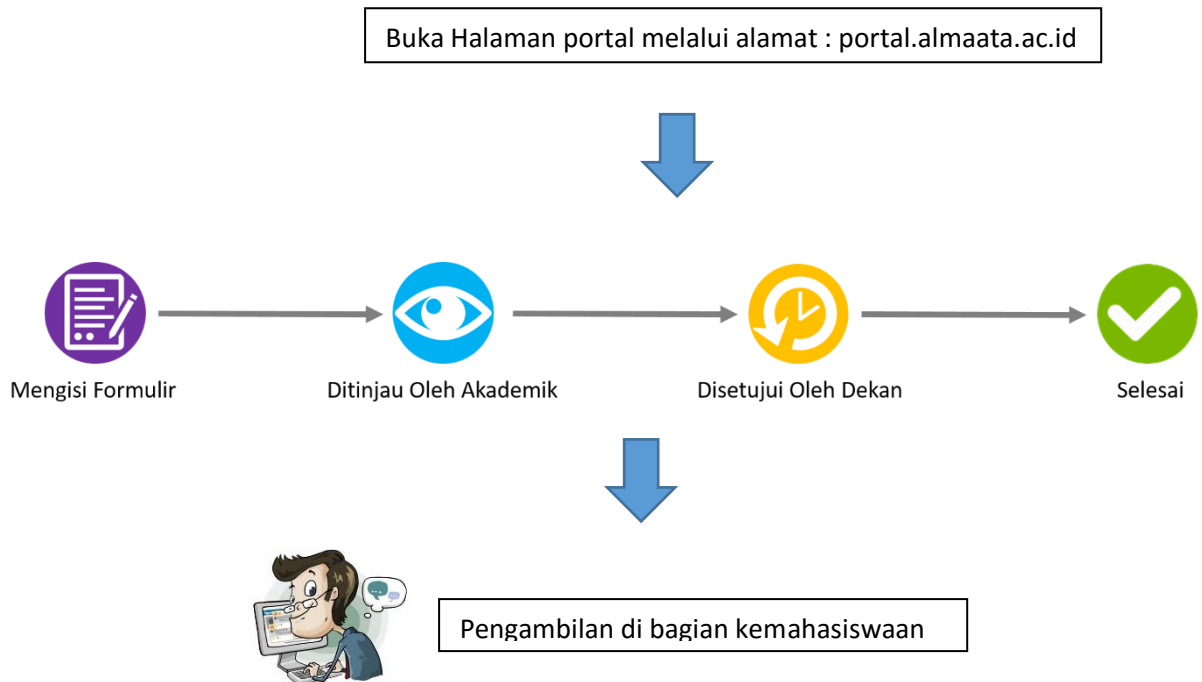 Buka Halaman portal melalui alamat : portal.almaata.ac.id
Mengisi Formulir
Ditinjau Oleh Akademik
Disetujui Oleh Dekan
Selesai
Pengambilan di bagian kemahasiswaan